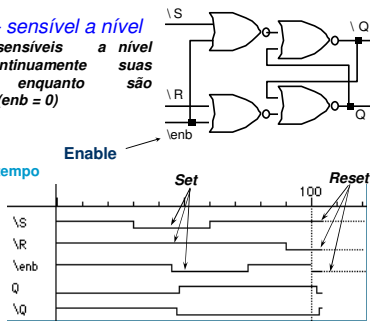 - sensível a nível
sensíveis a nível
ntinuamente suas
enquanto são
(enb = 0)
\ S
\ Q
\ R
Q
\enb
Enable
empo
Set
Reset
100
\S
\R
\enb
Q
\Q